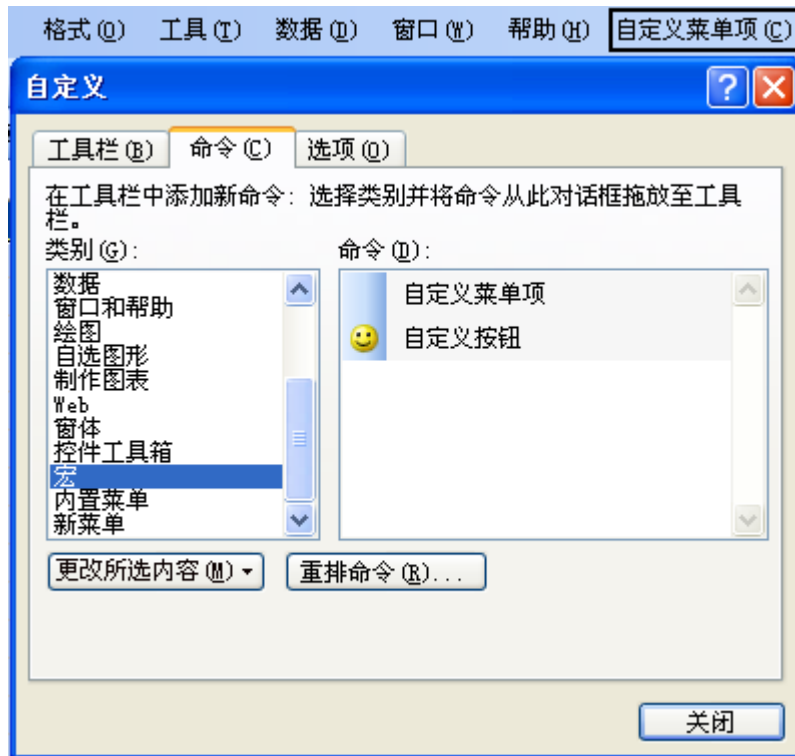 格式(O) 工具(T) 数据(D) 窗口(W) 帮助(H) 自定义菜单项(C)
自定义
工具栏(B) 命令(C) 选项(O)
在工具栏中添加新命令：选择类别并将命令从此对话框拖放至工具
栏。
类别(G)： 命令(D)：
数据
窗口和帮助
绘图
自选图形
制作图表
Web
窗体
控件工具箱
宏
内置菜单
新菜单
自定义菜单项
自定义按钮
更改所选内容(M) 重排命令(R)...
关闭